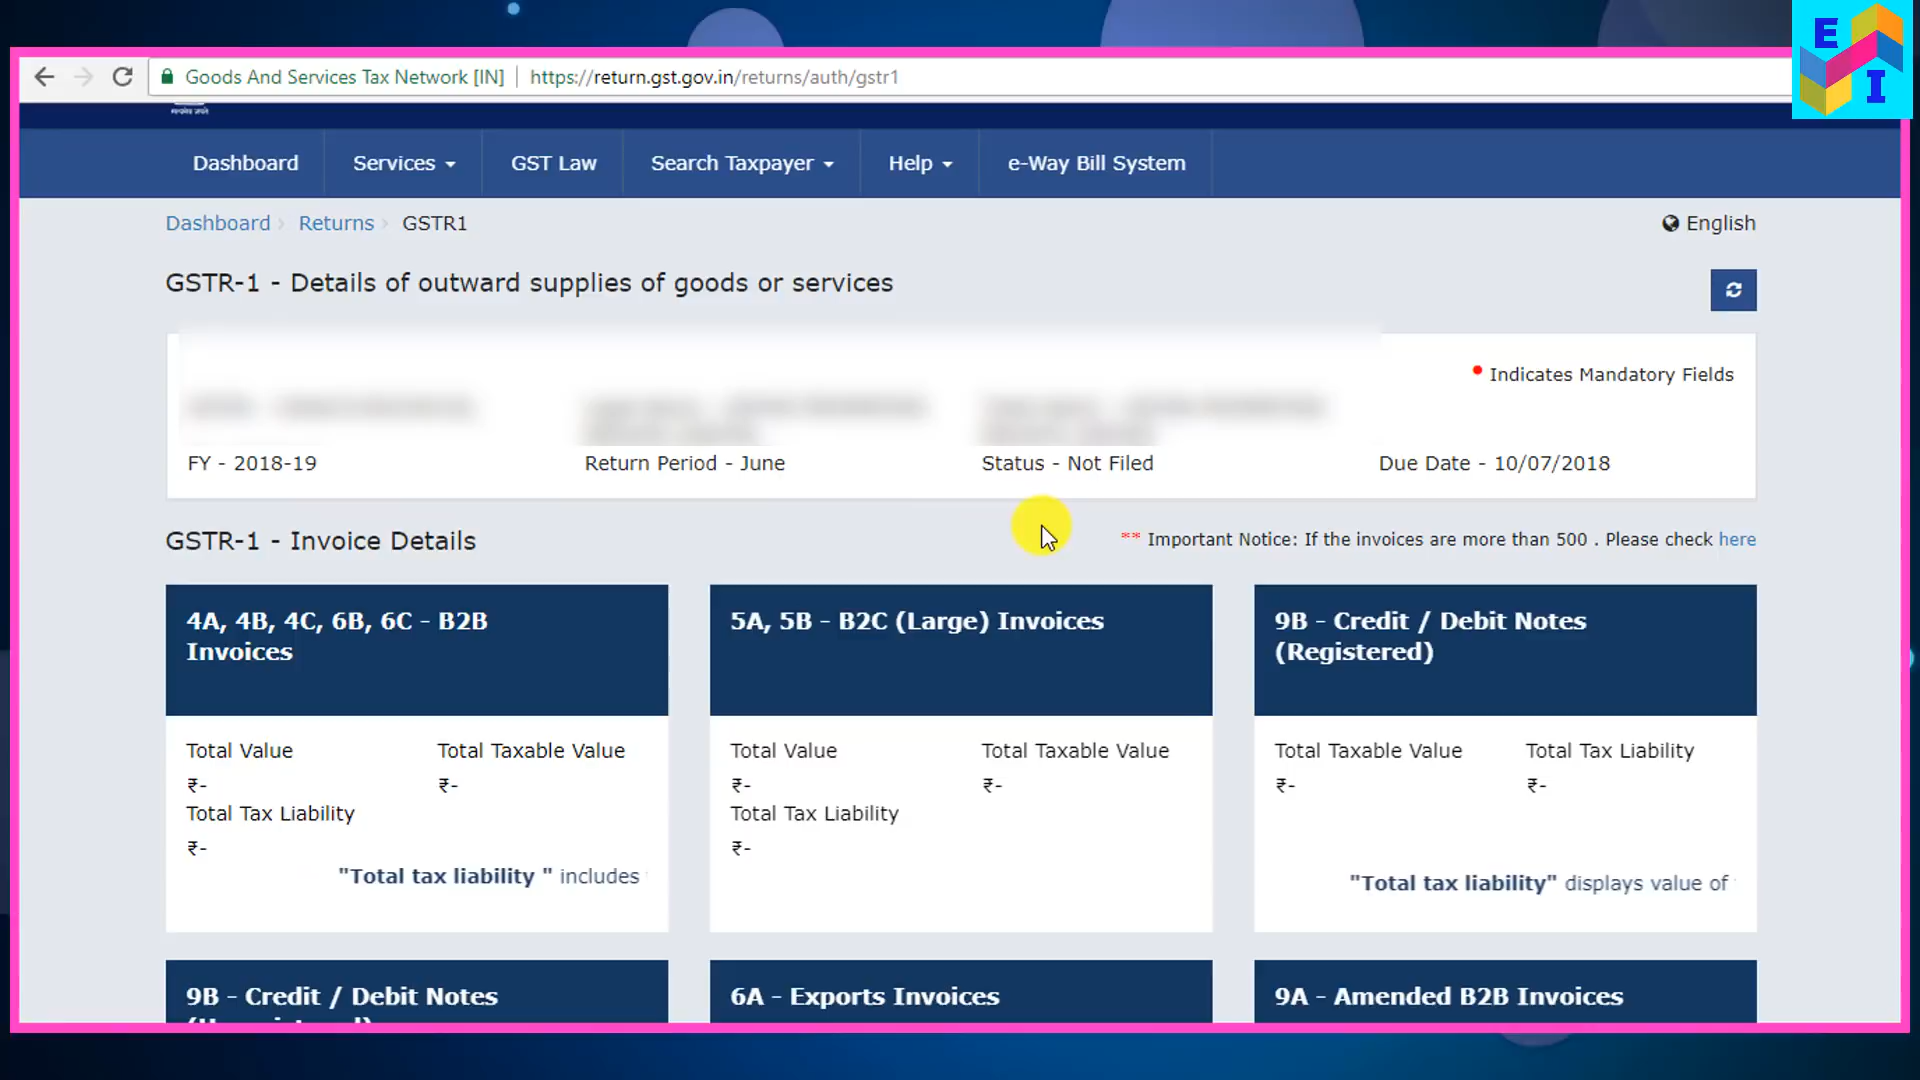 E
I
Goods And Services Tax Network [IN] https://return.gst.gov.in/returns/auth/gstr1
Dashboard Services GST Law Search Taxpayer Help e-Way Bill System
Dashboard Returns GSTR1 English
GSTR-1 - Details of outward supplies of goods or services
• Indicates Mandatory Fields
FY - 2018-19 Return Period - June Status - Not Filed Due Date - 10/07/2018
GSTR-1 - Invoice Details ** Important Notice: If the invoices are more than 500 . Please check here
4A, 4B, 4C, 6B, 6C - B2B
Invoices
5A, 5B - B2C (Large) Invoices
9B - Credit / Debit Notes
(Registered)
Total Value Total Taxable Value
₹- ₹-
Total Tax Liability
₹-
"Total tax liability " includes
Total Value Total Taxable Value
₹- ₹-
Total Tax Liability
₹-
Total Taxable Value Total Tax Liability
₹- ₹-
"Total tax liability" displays value of
9B - Credit / Debit Notes
6A - Exports Invoices
9A - Amended B2B Invoices